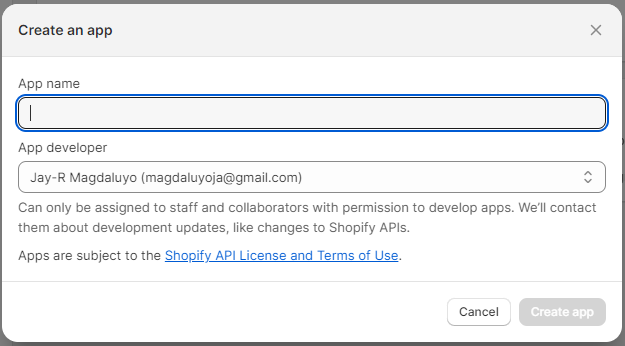 Create an app
App name
App developer
Jay-R Magdaluyo (magdaluyoja@gmail.com)
Can only be assigned to staff and collaborators with permission to develop apps. We'll contact
them about development updates, like changes to Shopify APIs.
Apps are subject to the Shopify API License and Terms of Use.
Cancel
Create app